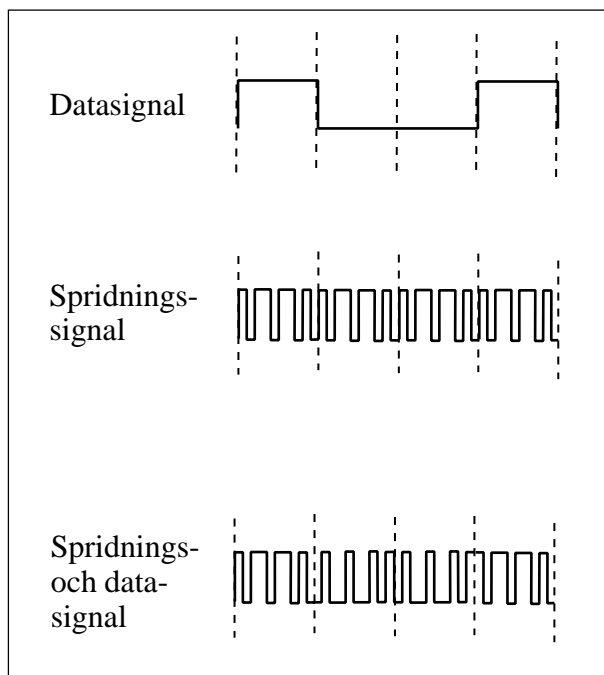 Datasignal
Spridnings-
signal
Spridnings-
och data-
signal